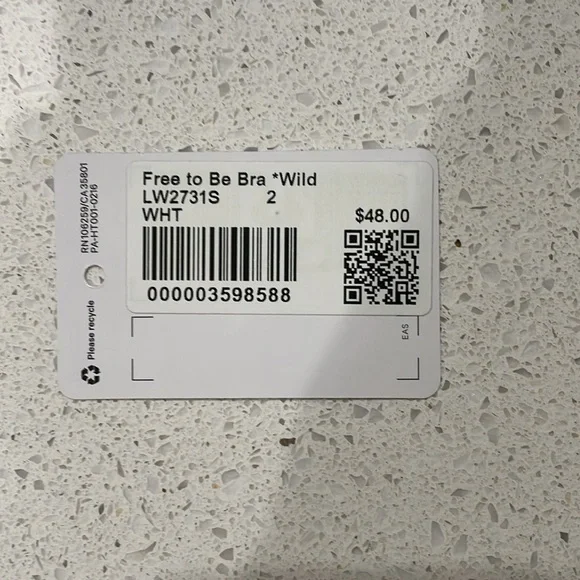 Free to Be Bra *Wild
LW2731S 2
WHT $48.00
000003598588
RN106259/CA35801
PA-HT001-0216
Please recycle
EAS